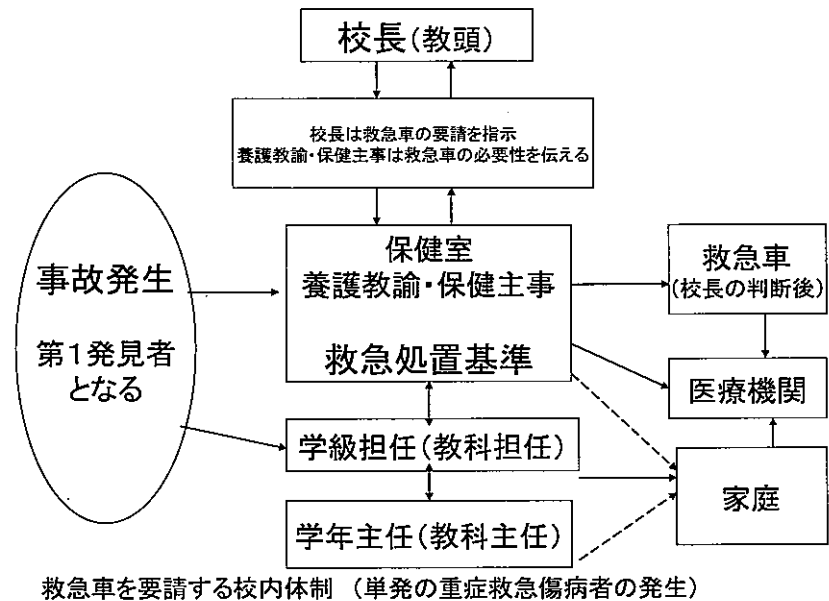 校長(教頭)
校長は救急車の要請を指示
養護教諭・保健主事は救急車の必要性を伝える
事故発生
第1発見者
となる
保健室
養護教諭・保健主事
救急処置基準
救急車
(校長の判断後)
医療機関
学級担任(教科担任)
家庭
学年主任(教科主任)
救急車を要請する校内体制 (単発の重症救急傷病者の発生)